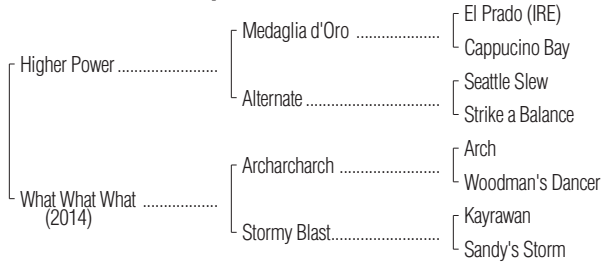 El Prado (IRE)
Medaglia d'Oro ..................
Cappucino Bay
Higher Power ......................
Seattle Slew
Alternate .............................
Strike a Balance
Arch
Archarcharch ......................
Woodman's Dancer
What What What ................
(2014)
Kayrawan
Stormy Blast........................
Sandy's Storm